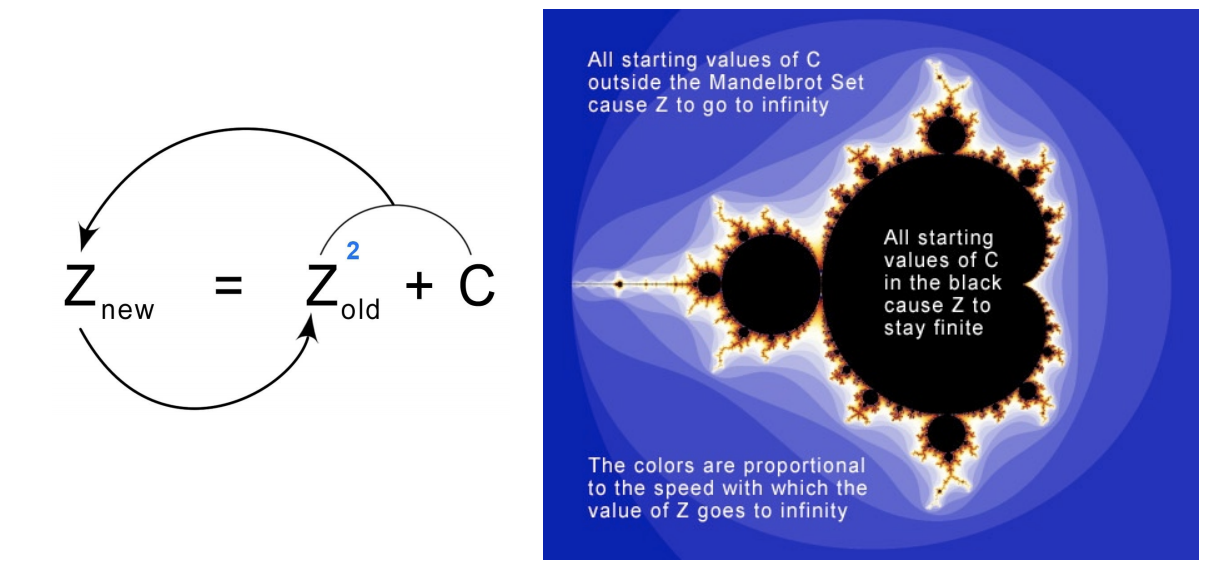 Z new = Z old 2 + C
All starting values of C
outside the Mandelbrot Set
cause Z to go to infinity
All starting
values of C
in the black
cause Z to
stay finite
The colors are proportional
to the speed with which the
value of Z goes to infinity